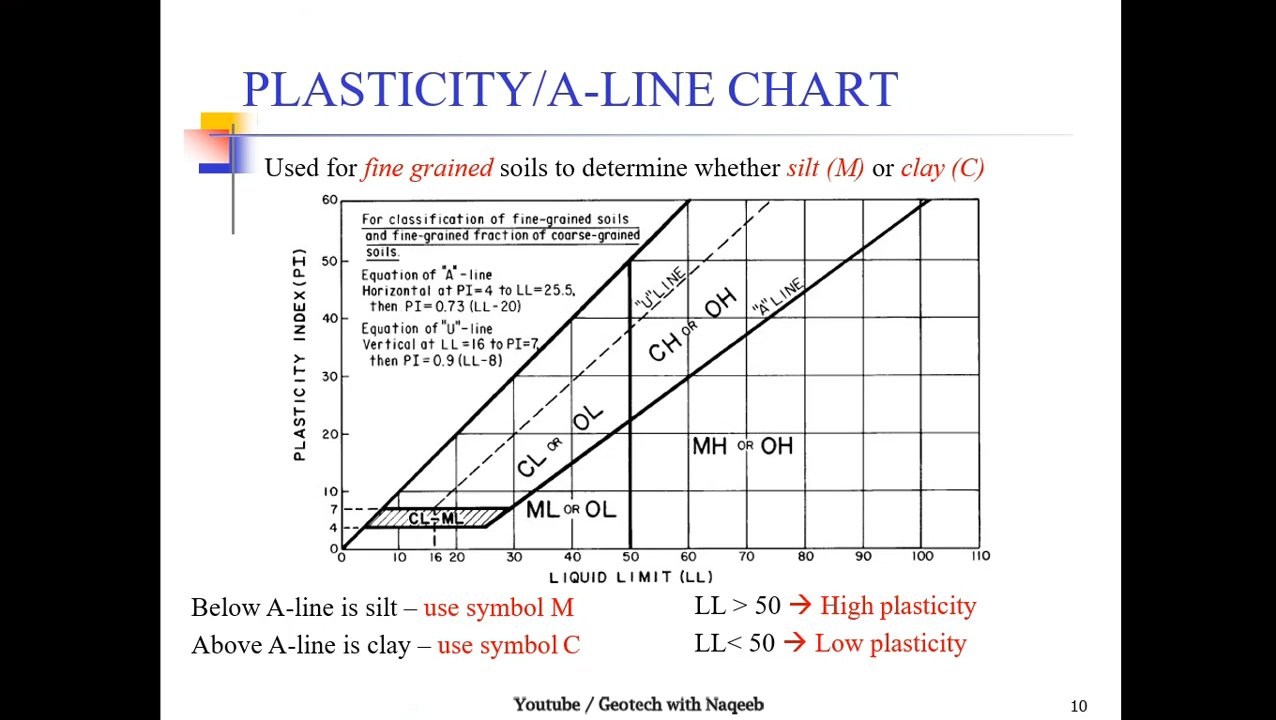 PLASTICITY/A-LINE CHART
Used for fine grained soils to determine whether silt (M) or clay (C)
For classification of fine-grained soils
and fine-grained fraction of coarse-grained
soils.
Equation of "A"-line
Horizontal at PI=4 to LL=25.5,
then PI=0.73 (LL-20)
Equation of "U"-line
Vertical at LL=16 to PI=7,
then PI=0.9 (LL-8)
PLASTICITY INDEX(PI)
60
50
40
30
20
10
7
4
0
"U" LINE
"A" LINE
CH OR OH
CL OR OL
MH OR OH
ML OR OL
CL-ML
0 10 16 20 30 40 50 60 70 80 90 100 110
LIQUID LIMIT (LL)
Below A-line is silt – use symbol M
Above A-line is clay – use symbol C
LL > 50 → High plasticity
LL< 50 → Low plasticity
Youtube / Geotech with Naqeeb
10